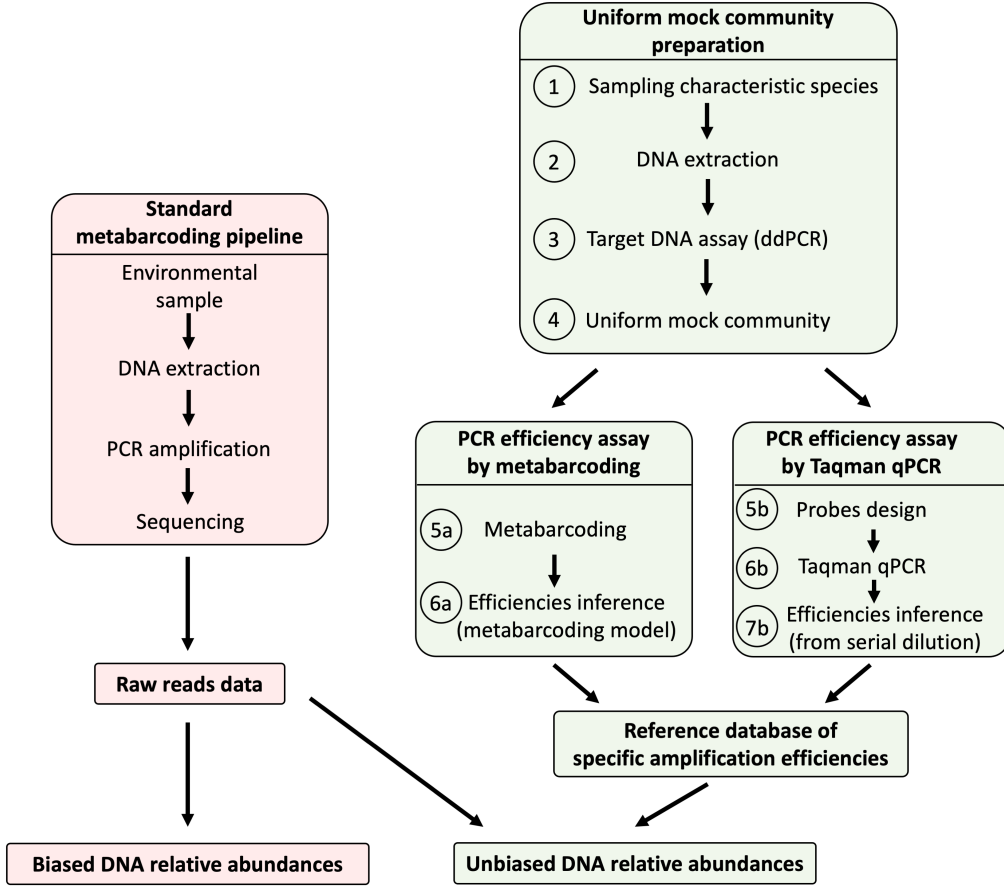 Uniform mock community
preparation
1 Sampling characteristic species
2 DNA extraction
3 Target DNA assay (ddPCR)
4 Uniform mock community
Standard
metabarcoding pipeline
Environmental
sample
DNA extraction
PCR amplification
Sequencing
PCR efficiency assay
by metabarcoding
5a Metabarcoding
6a Efficiencies inference
(metabarcoding model)
PCR efficiency assay
by Taqman qPCR
5b Probes design
6b Taqman qPCR
7b Efficiencies inference
(from serial dilution)
Raw reads data
Reference database of
specific amplification efficiencies
Biased DNA relative abundances
Unbiased DNA relative abundances